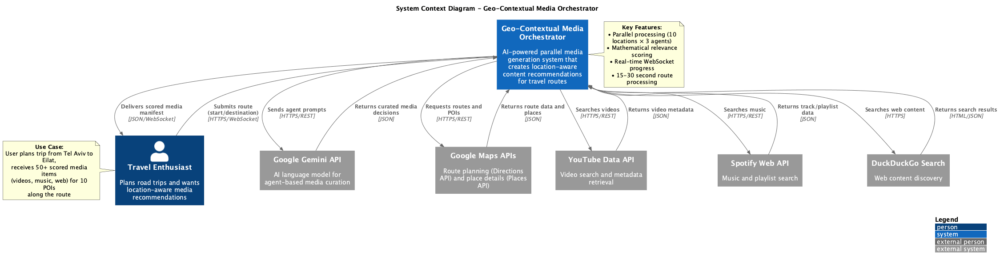 System Context Diagram - Geo-Contextual Media Orchestrator
Geo-Contextual Media
Orchestrator
AI-powered parallel media
generation system that
creates location-aware
content recommendations
for travel routes
Key Features:
• Parallel processing (10
locations × 3 agents)
• Mathematical relevance
scoring
• Real-time WebSocket
progress
• 15-30 second route
processing
Delivers scored media
manifest
[JSON/WebSocket]
Submits route
(start/destination)
[HTTPS/WebSocket]
Sends agent prompts
[HTTPS/REST]
Returns curated media
decisions
[JSON]
Requests routes and
POIs
[HTTPS/REST]
Returns route data and
places
[JSON]
Searches videos
[HTTPS/REST]
Returns video metadata
[JSON]
Searches music
[HTTPS/REST]
Returns track/playlist
data
[JSON]
Searches web content
[HTTPS]
Returns search results
[HTML/JSON]
Use Case:
User plans trip from Tel Aviv to
Eilat,
receives 50+ scored media
items
(videos, music, web) for 10
POIs
along the route
Travel Enthusiast
Plans road trips and wants
location-aware media
recommendations
Google Gemini API
AI language model for
agent-based media curation
Google Maps APIs
Route planning (Directions
API) and place details (Places
API)
YouTube Data API
Video search and metadata
retrieval
Spotify Web API
Music and playlist search
DuckDuckGo Search
Web content discovery
Legend
person
system
external person
external system